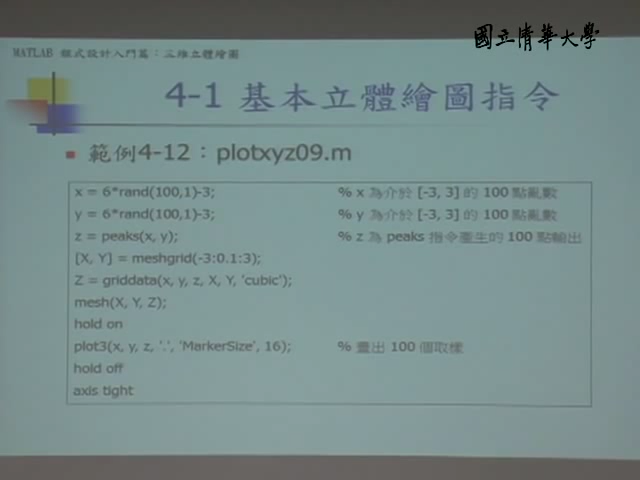 國立清華大學
MATLAB 程式設計入門篇：三維立體繪圖
4-1 基本立體繪圖指令
範例4-12：plotxyz09.m
x = 6*rand(100,1)-3; % x 為介於 [-3, 3] 的 100 點亂數
y = 6*rand(100,1)-3; % y 為介於 [-3, 3] 的 100 點亂數
z = peaks(x, y); % z 為 peaks 指令產生的 100 點輸出
[X, Y] = meshgrid(-3:0.1:3);
Z = griddata(x, y, z, X, Y, 'cubic');
mesh(X, Y, Z);
hold on
plot3(x, y, z, '.', 'MarkerSize', 16); % 畫出 100 個取樣
hold off
axis tight